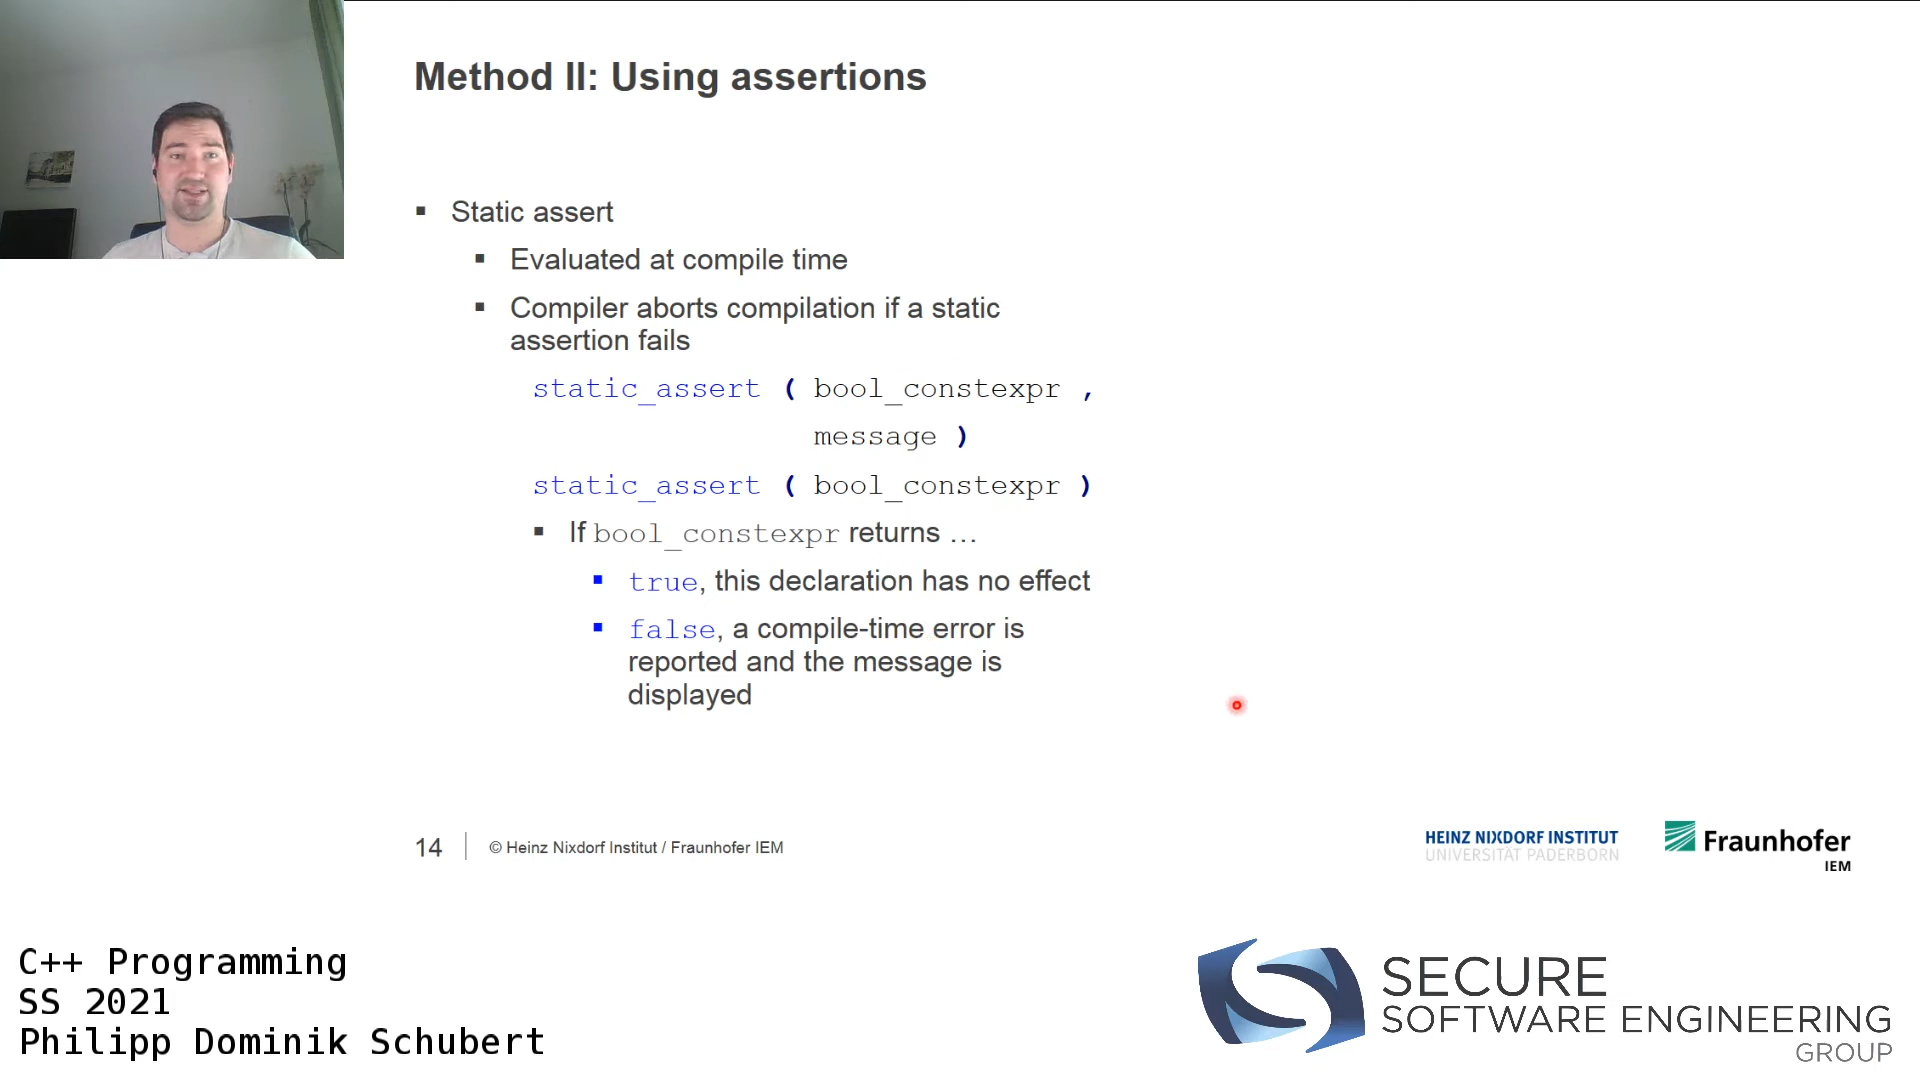 Method II: Using assertions
Static assert
Evaluated at compile time
Compiler aborts compilation if a static
assertion fails
static_assert ( bool_constexpr ,
message )
static_assert ( bool_constexpr )
If bool_constexpr returns …
true, this declaration has no effect
false, a compile-time error is
reported and the message is
displayed
14
© Heinz Nixdorf Institut / Fraunhofer IEM
HEINZ NIXDORF INSTITUT
UNIVERSITÄT PADERBORN
Fraunhofer
IEM
C++ Programming
SS 2021
Philipp Dominik Schubert
SECURE
SOFTWARE ENGINEERING
GROUP